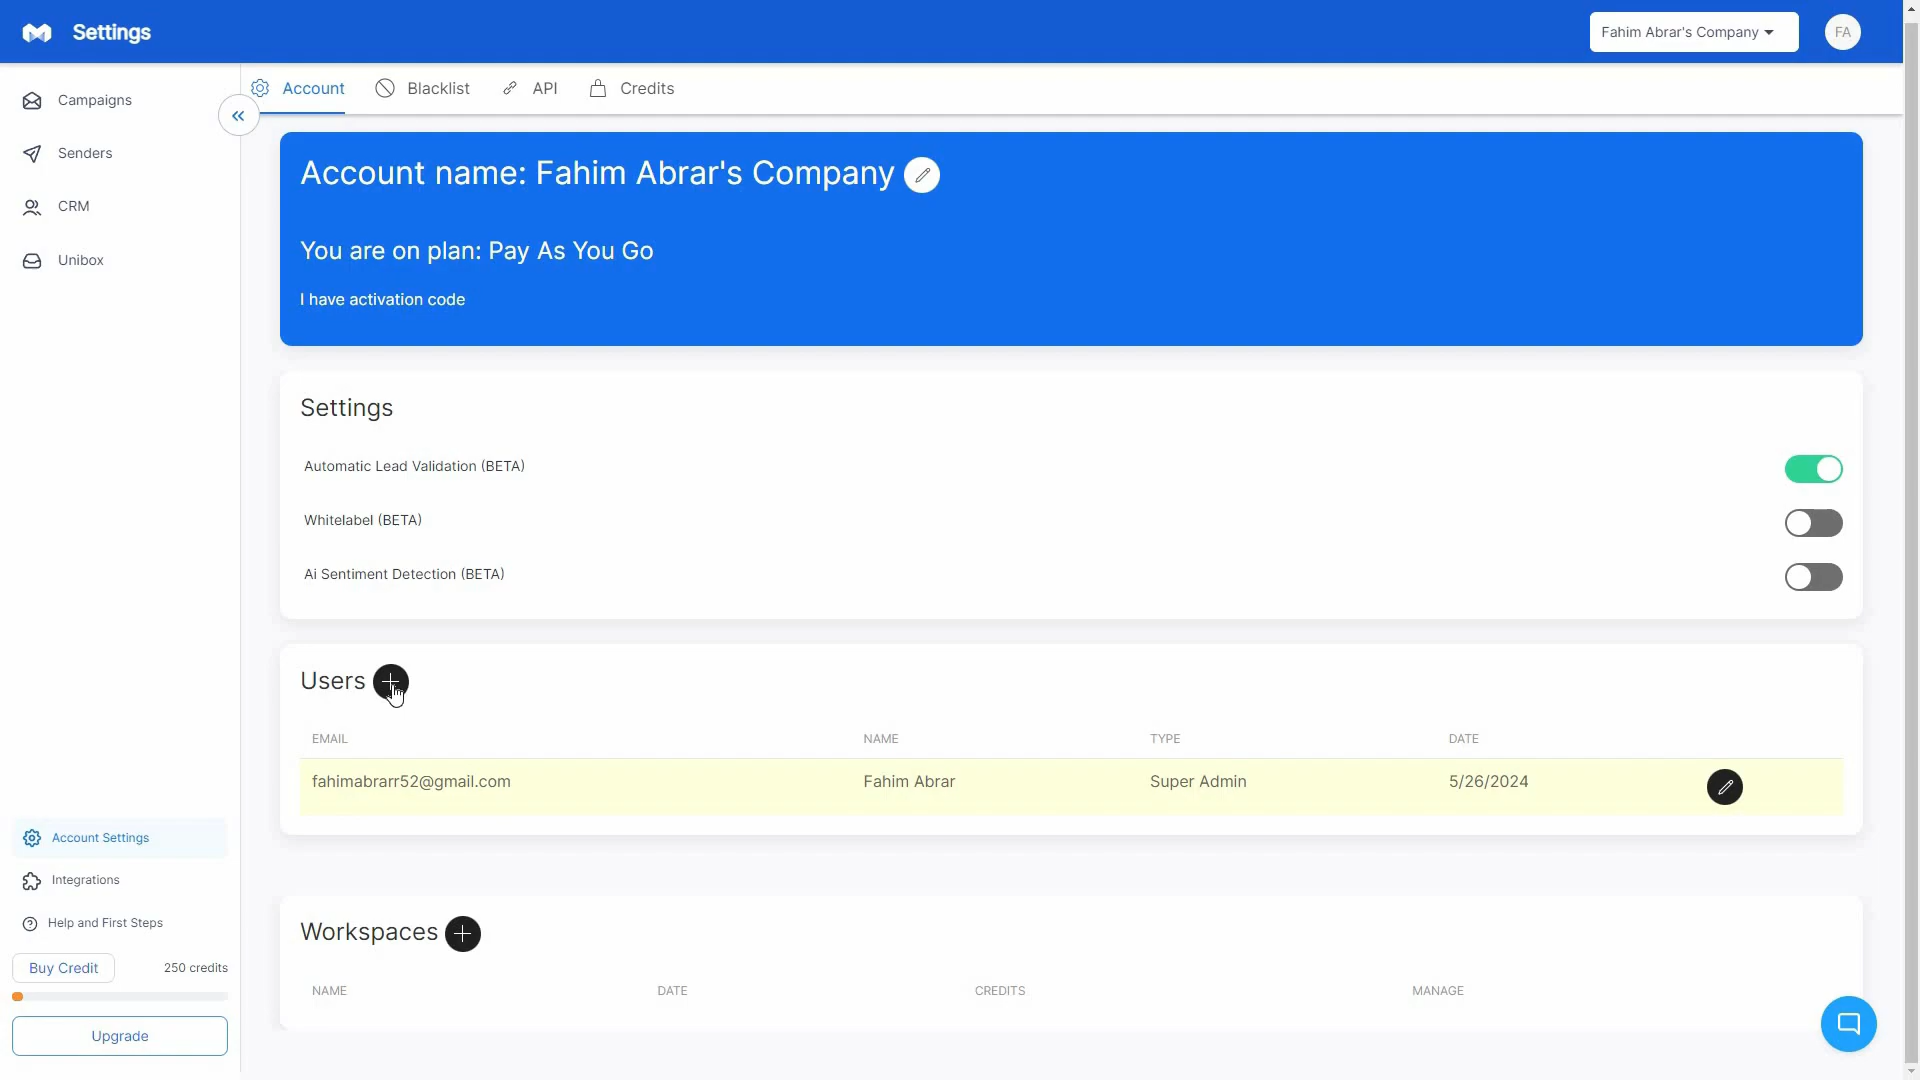 Settings
Fahim Abrar's Company
FA
Campaigns
Senders
CRM
Unibox
Account
Blacklist
API
Credits
Account name: Fahim Abrar's Company
You are on plan: Pay As You Go
I have activation code
Settings
Automatic Lead Validation (BETA)
Whitelabel (BETA)
Ai Sentiment Detection (BETA)
Users
EMAIL NAME TYPE DATE
fahimabrarr52@gmail.com Fahim Abrar Super Admin 5/26/2024
Workspaces
NAME DATE CREDITS MANAGE
Account Settings
Integrations
Help and First Steps
Buy Credit 250 credits
Upgrade